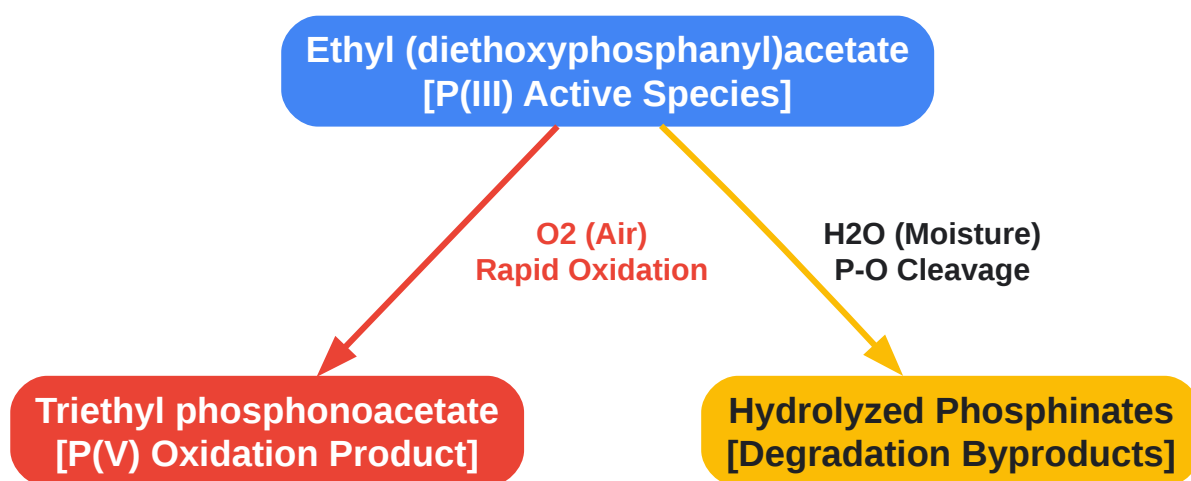 Ethyl (diethoxyphosphanyl)acetate
[P(III) Active Species]
O2 (Air)
Rapid Oxidation
H2O (Moisture)
P-O Cleavage
Triethyl phosphonoacetate
[P(V) Oxidation Product]
Hydrolyzed Phosphinates
[Degradation Byproducts]